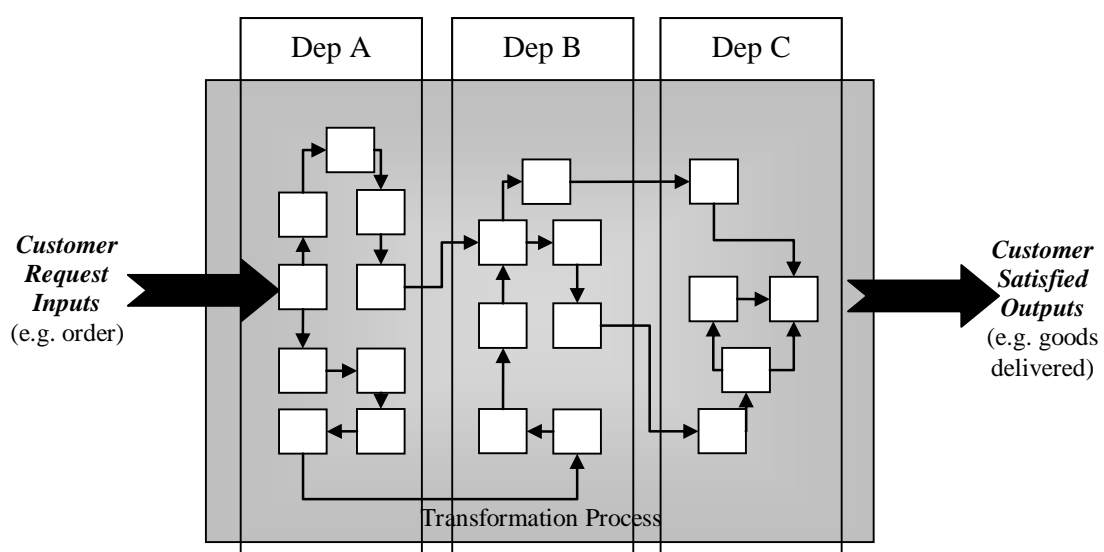 Dep A
Dep B
Dep C
Customer
Request
Inputs
(e.g. order)
Customer
Satisfied
Outputs
(e.g. goods
delivered)
Transformation Process